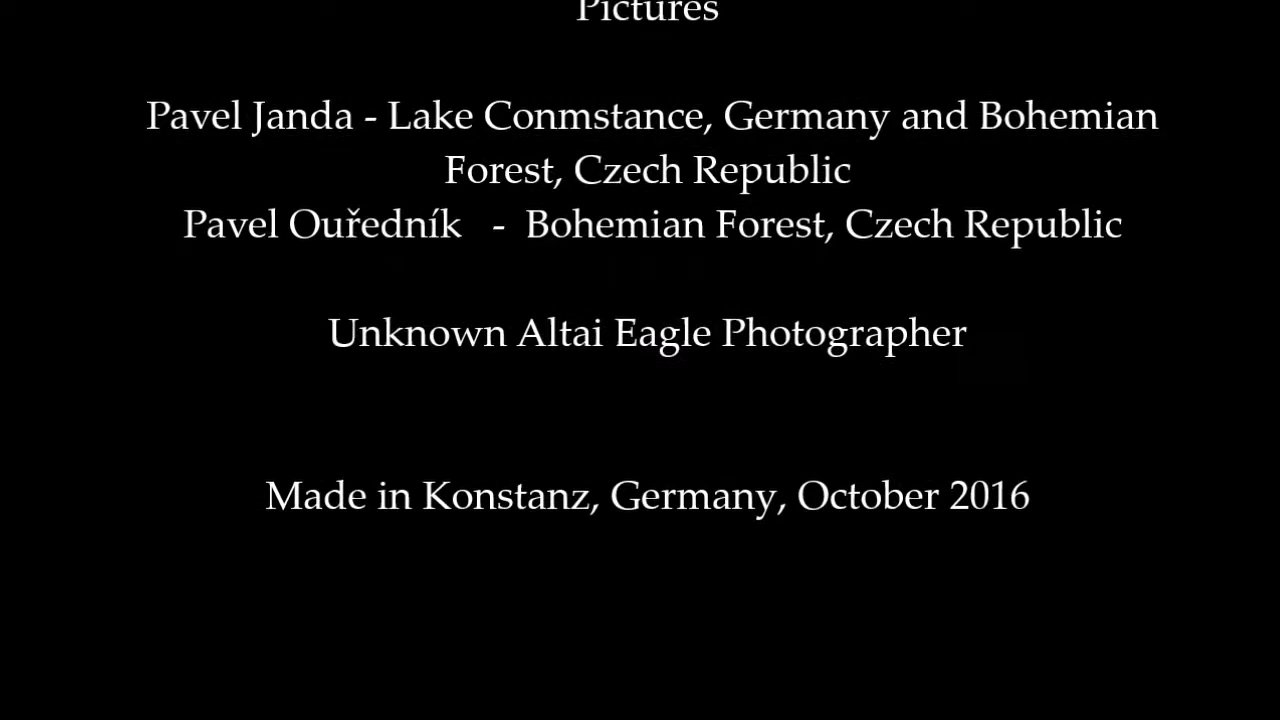 Pictures
Pavel Janda - Lake Conmstance, Germany and Bohemian
Forest, Czech Republic
Pavel Ouředník - Bohemian Forest, Czech Republic
Unknown Altai Eagle Photographer
Made in Konstanz, Germany, October 2016